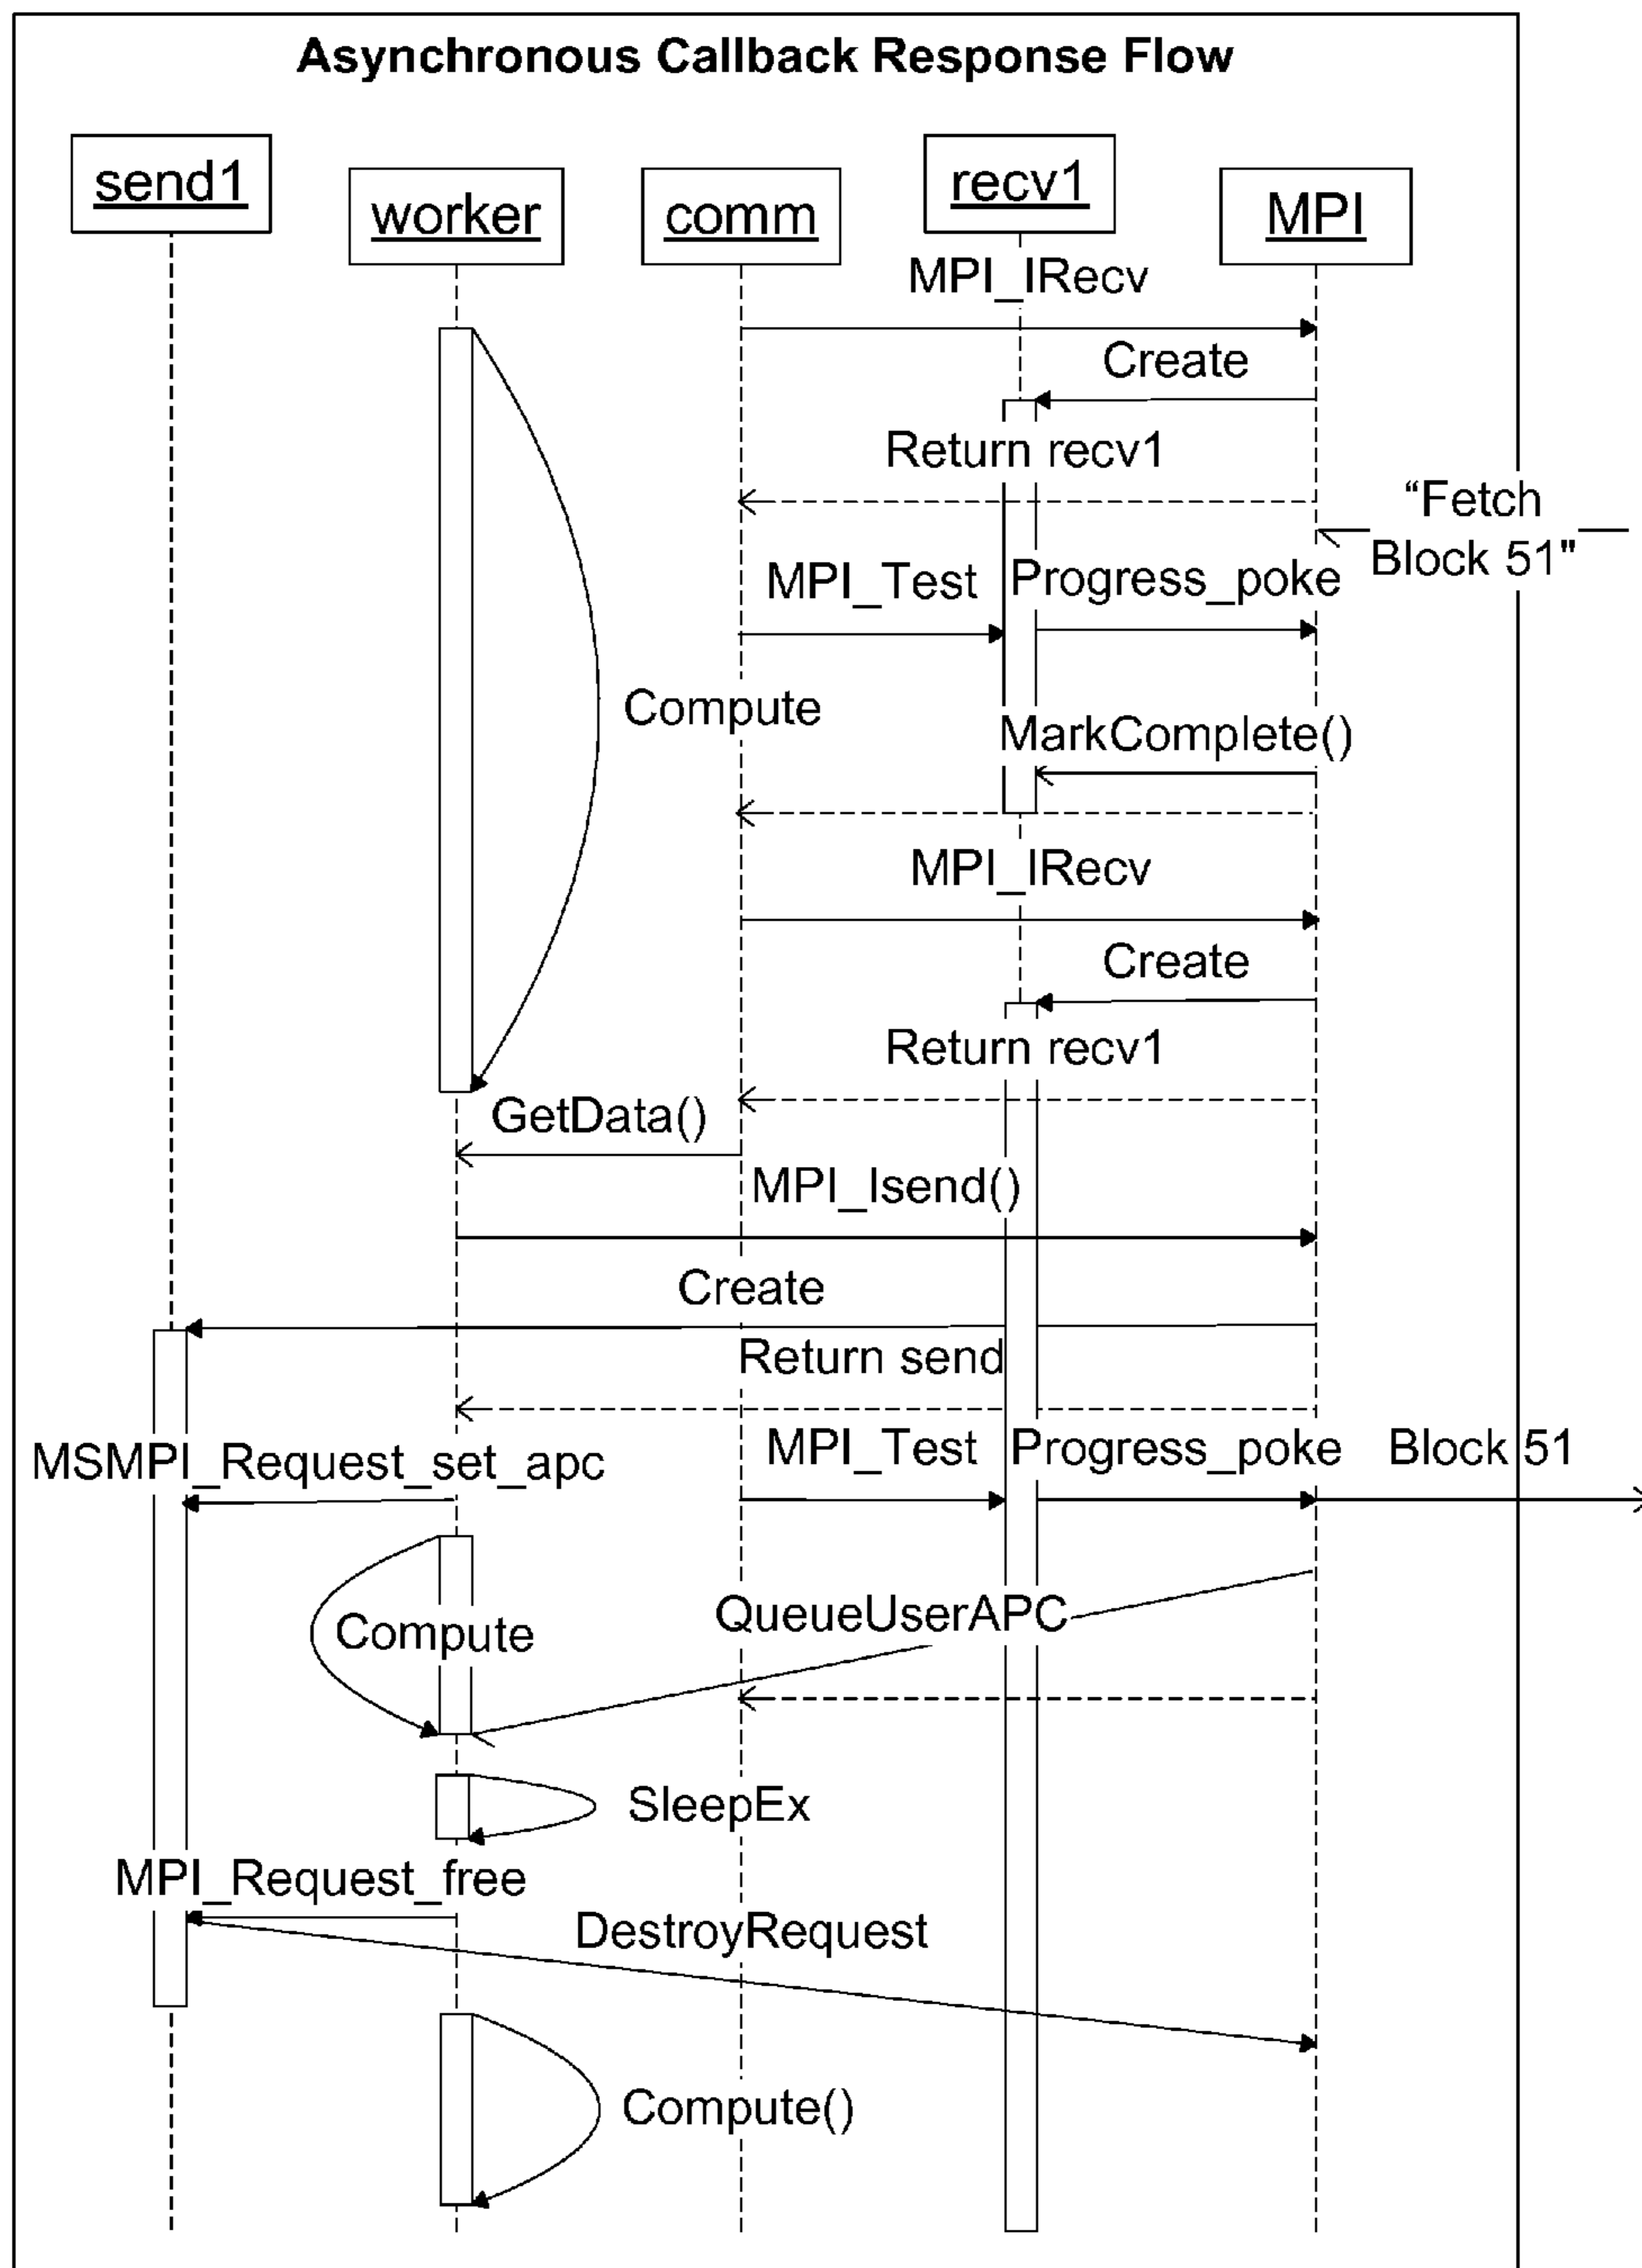 Asynchronous Callback Response Flow
send1
worker
comm
recv1
MPI
MPI_IRecv
Create
Return recv1
“Fetch
Block 51"
MPI_Test
Progress_poke
Compute
MarkComplete()
MPI_IRecv
Create
Return recv1
GetData()
MPI_Isend()
Create
Return send
MSMPI_Request_set_apc
MPI_Test
Progress_poke
Block 51
Compute
QueueUserAPC
SleepEx
MPI_Request_free
DestroyRequest
Compute()